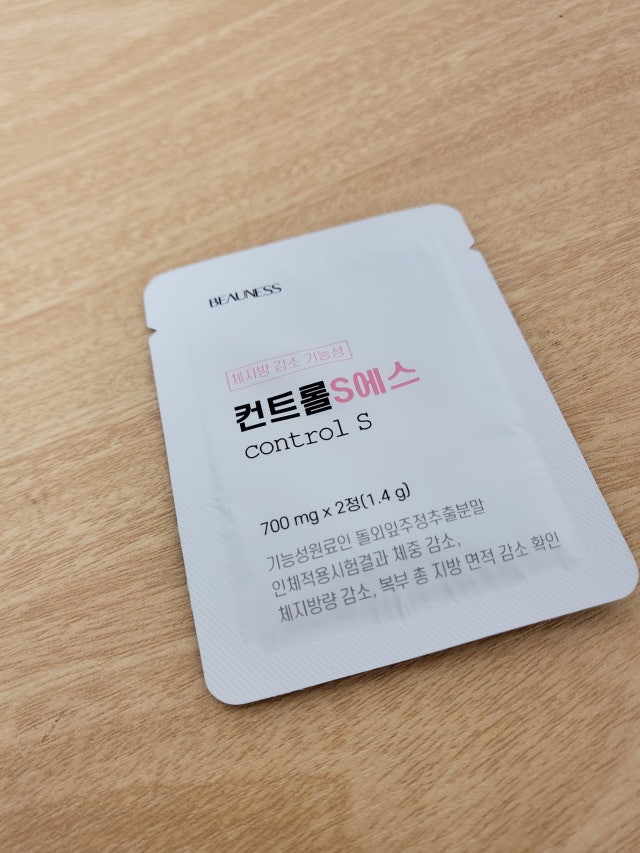 BEAUNESS
체지방 감소 기능성
컨트롤S에스
control S
700 mg x 2정(1.4 g)
기능성원료인 돌외잎주정추출분말
인체적용시험결과 체중 감소,
체지방량 감소, 복부 총 지방 면적 감소 확인